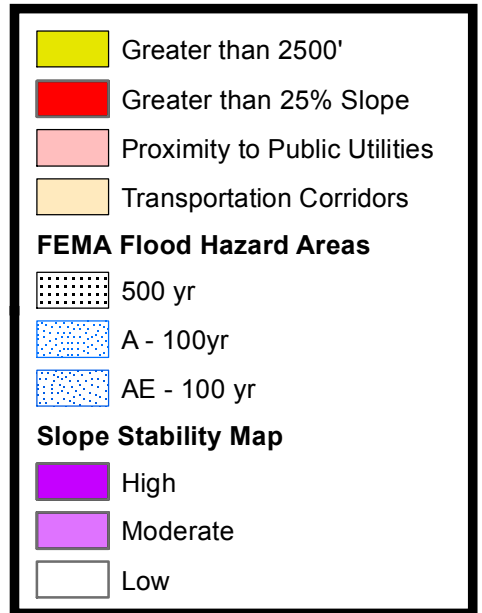 Greater than 2500'
Greater than 25% Slope
Proximity to Public Utilities
Transportation Corridors
FEMA Flood Hazard Areas
500 yr
A - 100yr
AE - 100 yr
Slope Stability Map
High
Moderate
Low